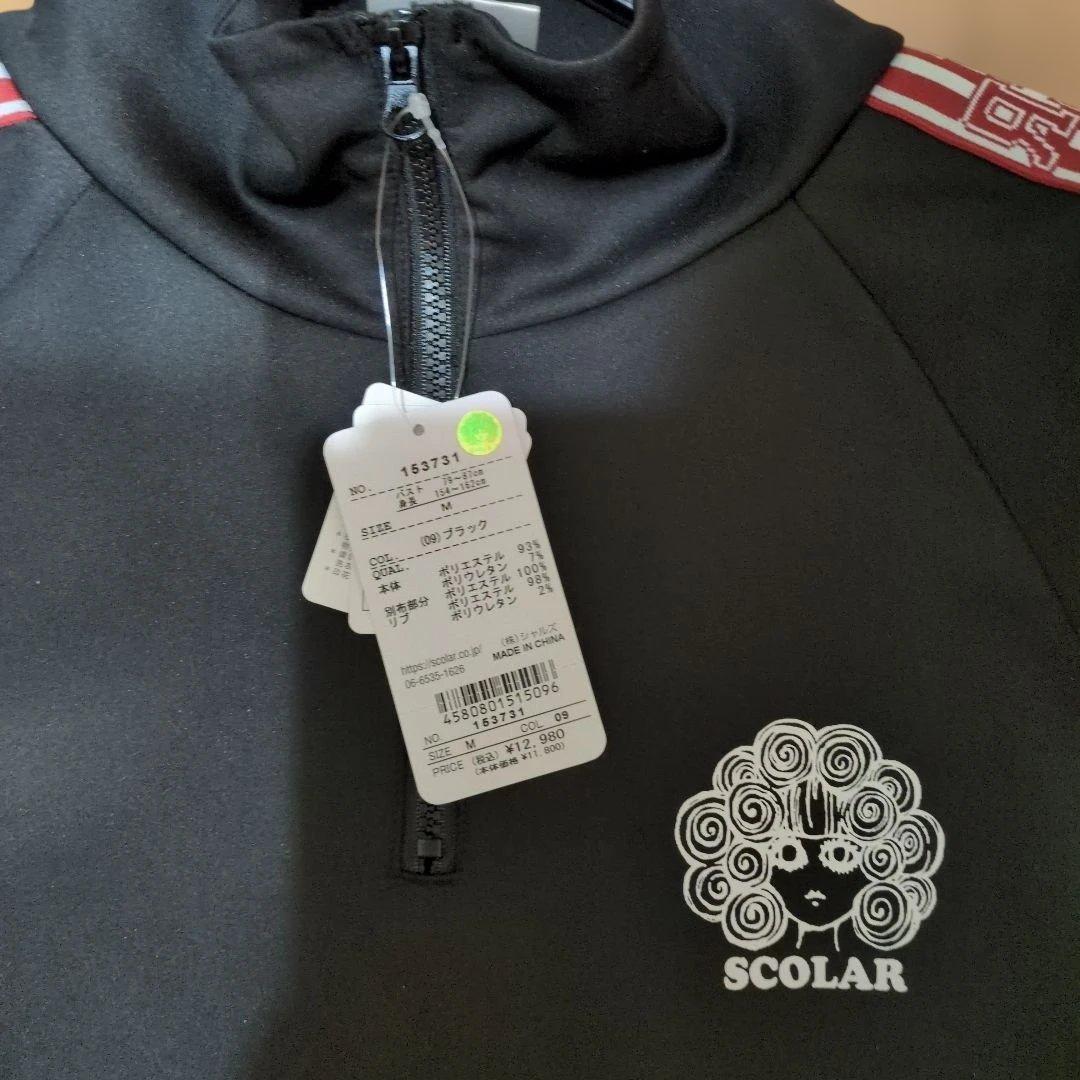 NO. 153731
バスト 79~87cm
身長 154~162cm
SIZE M
COL. (09)ブラック
QUAL.
本体 ポリエステル 93%
ポリウレタン 7%
別布部分 ポリエステル 100%
リブ ポリエステル 98%
ポリウレタン 2%
(株)シャルズ
https://scolar.co.jp/
06-6535-1626 MADE IN CHINA
4580801515096
NO. 153731
SIZE M COL 09
PRICE (税込) ¥12,980
(本体価格 ¥11,800)
SCOLAR